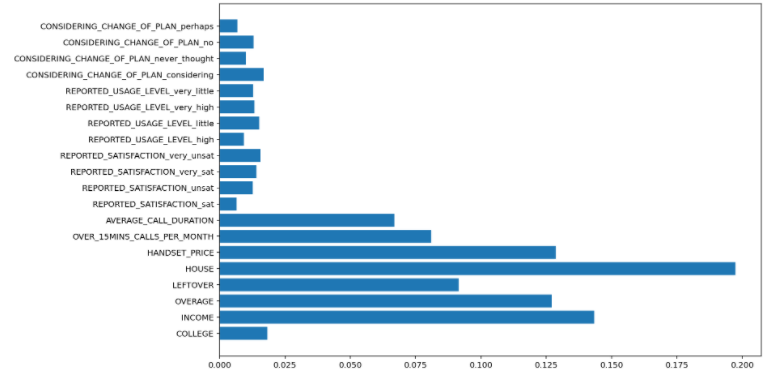 CONSIDERING_CHANGE_OF_PLAN_perhaps
CONSIDERING_CHANGE_OF_PLAN_no
CONSIDERING_CHANGE_OF_PLAN_never_thought
CONSIDERING_CHANGE_OF_PLAN_considering
REPORTED_USAGE_LEVEL_very_little
REPORTED_USAGE_LEVEL_very_high
REPORTED_USAGE_LEVEL_little
REPORTED_USAGE_LEVEL_high
REPORTED_SATISFACTION_very_unsat
REPORTED_SATISFACTION_very_sat
REPORTED_SATISFACTION_unsat
REPORTED_SATISFACTION_sat
AVERAGE_CALL_DURATION
OVER_15MINS_CALLS_PER_MONTH
HANDSET_PRICE
HOUSE
LEFTOVER
OVERAGE
INCOME
COLLEGE
0.000 0.025 0.050 0.075 0.100 0.125 0.150 0.175 0.200